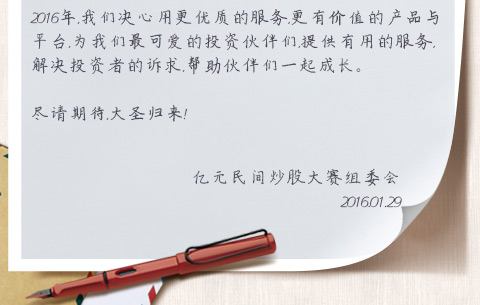 2016年,我们决心用更优质的服务,更有价值的产品与
平台,为我们最可爱的投资伙伴们,提供有用的服务,
解决投资者的诉求,帮助伙伴们一起成长。
尽请期待,大圣归来!
亿元民间炒股大赛组委会
2016.01.29